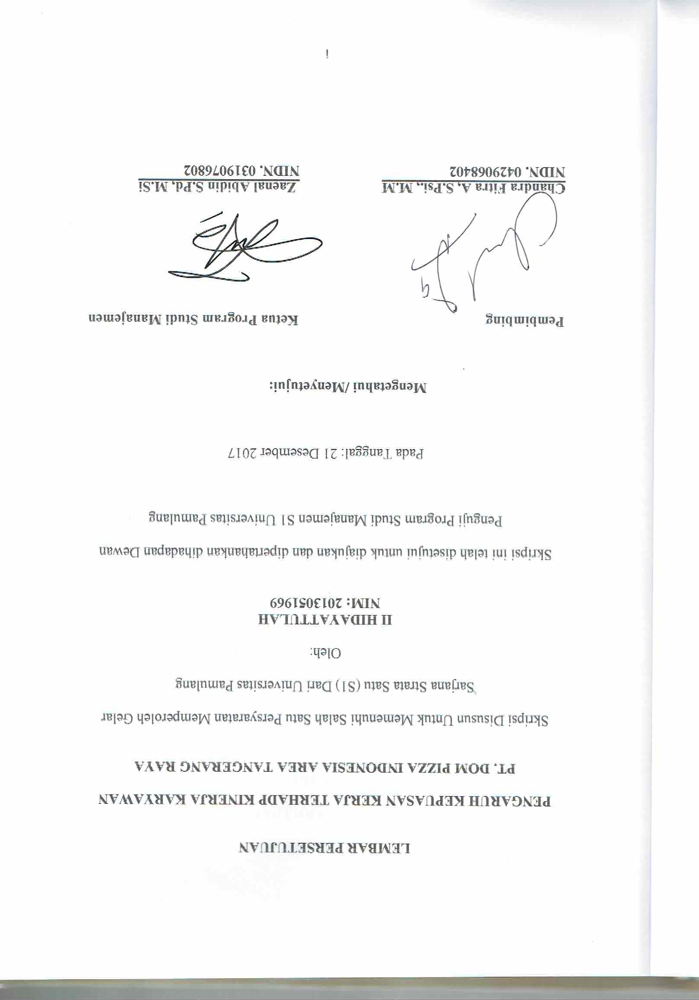 LEMBAR PERSETUJUAN
PENGARUH KEPUASAN KERJA TERHADP KINERJA KARYAWAN
PT. DOM PIZZA INDONESIA AREA TANGERANG RAYA
Skripsi Disusun Untuk Memenuhi Salah Satu Persyaratan Memperoleh Gelar
Sarjana Strata Satu (S1) Dari Universitas Pamulang
Oleh:
II HIDAYATTULAH
NIM: 2013051969
Skripsi ini telah disetujui untuk diajukan dan dipertahankan dihadapan Dewan
Penguji Program Studi Manajemen S1 Universitas Pamulang
Pada Tanggal: 21 Desember 2017
Mengetahui /Menyetujui:
Pembimbing
Ketua Program Studi Manajemen
Chandra Fitra A, S.Psi., M.M
NIDN. 0429068402
Zaenal Abidin S.Pd, M.Si
NIDN. 0319076802
i